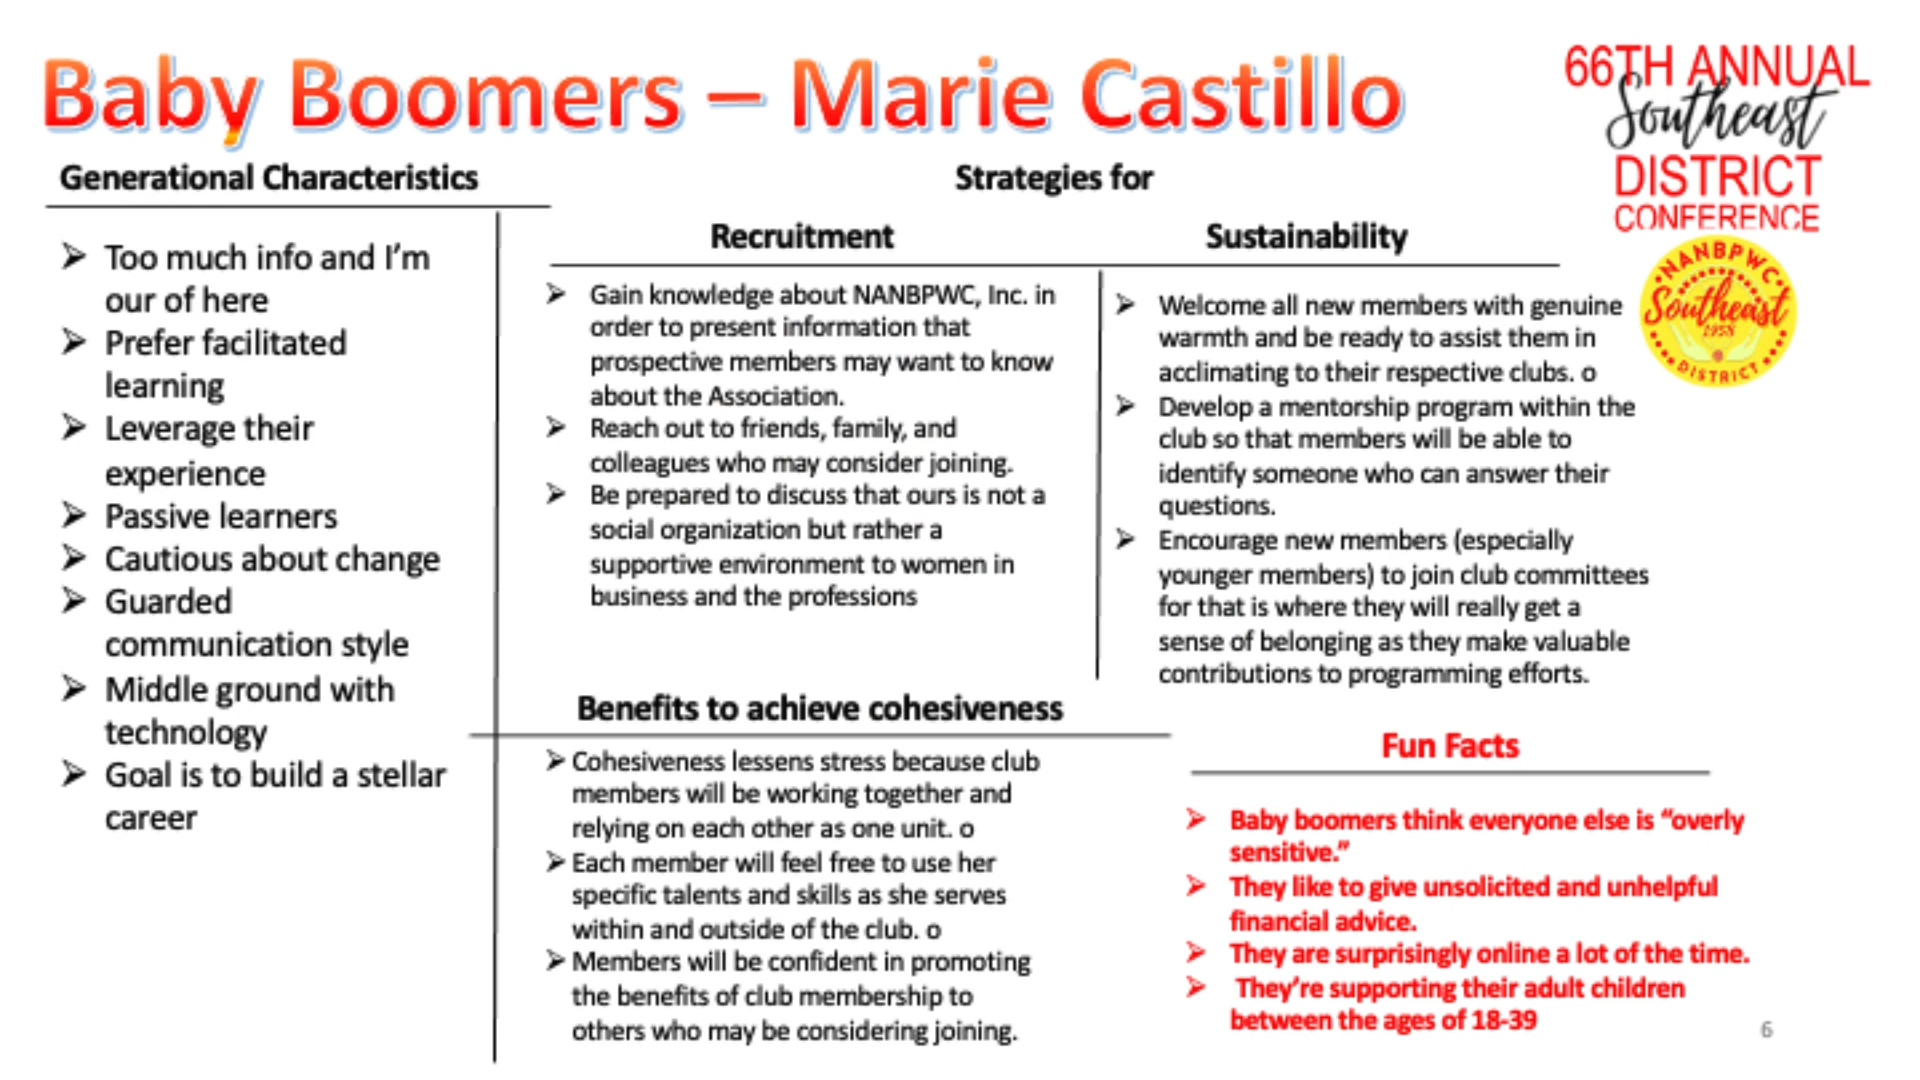 Baby Boomers – Marie Castillo
66TH ANNUAL
Southeast
DISTRICT
CONFERENCE
NANBPWC
Southeast
1958
DISTRICT
Generational Characteristics
➢ Too much info and I'm
our of here
➢ Prefer facilitated
learning
➢ Leverage their
experience
➢ Passive learners
➢ Cautious about change
➢ Guarded
communication style
➢ Middle ground with
technology
➢ Goal is to build a stellar
career
Strategies for
Recruitment
➢ Gain knowledge about NANBPWC, Inc. in
order to present information that
prospective members may want to know
about the Association.
➢ Reach out to friends, family, and
colleagues who may consider joining.
➢ Be prepared to discuss that ours is not a
social organization but rather a
supportive environment to women in
business and the professions
Sustainability
➢ Welcome all new members with genuine
warmth and be ready to assist them in
acclimating to their respective clubs. o
➢ Develop a mentorship program within the
club so that members will be able to
identify someone who can answer their
questions.
➢ Encourage new members (especially
younger members) to join club committees
for that is where they will really get a
sense of belonging as they make valuable
contributions to programming efforts.
Benefits to achieve cohesiveness
➢ Cohesiveness lessens stress because club
members will be working together and
relying on each other as one unit. o
➢ Each member will feel free to use her
specific talents and skills as she serves
within and outside of the club. o
➢ Members will be confident in promoting
the benefits of club membership to
others who may be considering joining.
Fun Facts
➢ Baby boomers think everyone else is “overly
sensitive.”
➢ They like to give unsolicited and unhelpful
financial advice.
➢ They are surprisingly online a lot of the time.
➢ They’re supporting their adult children
between the ages of 18-39
6